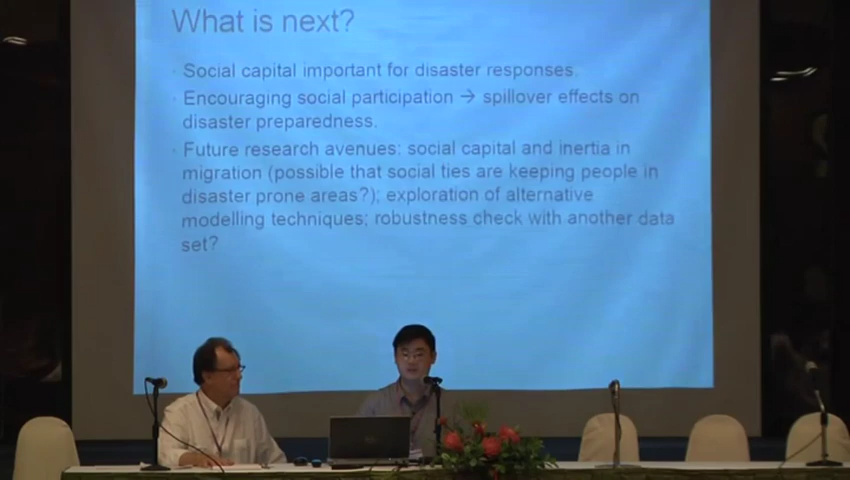 What is next?
· Social capital important for disaster responses.
· Encouraging social participation → spillover effects on
disaster preparedness.
· Future research avenues: social capital and inertia in
migration (possible that social ties are keeping people in
disaster prone areas?); exploration of alternative
modelling techniques; robustness check with another data
set?